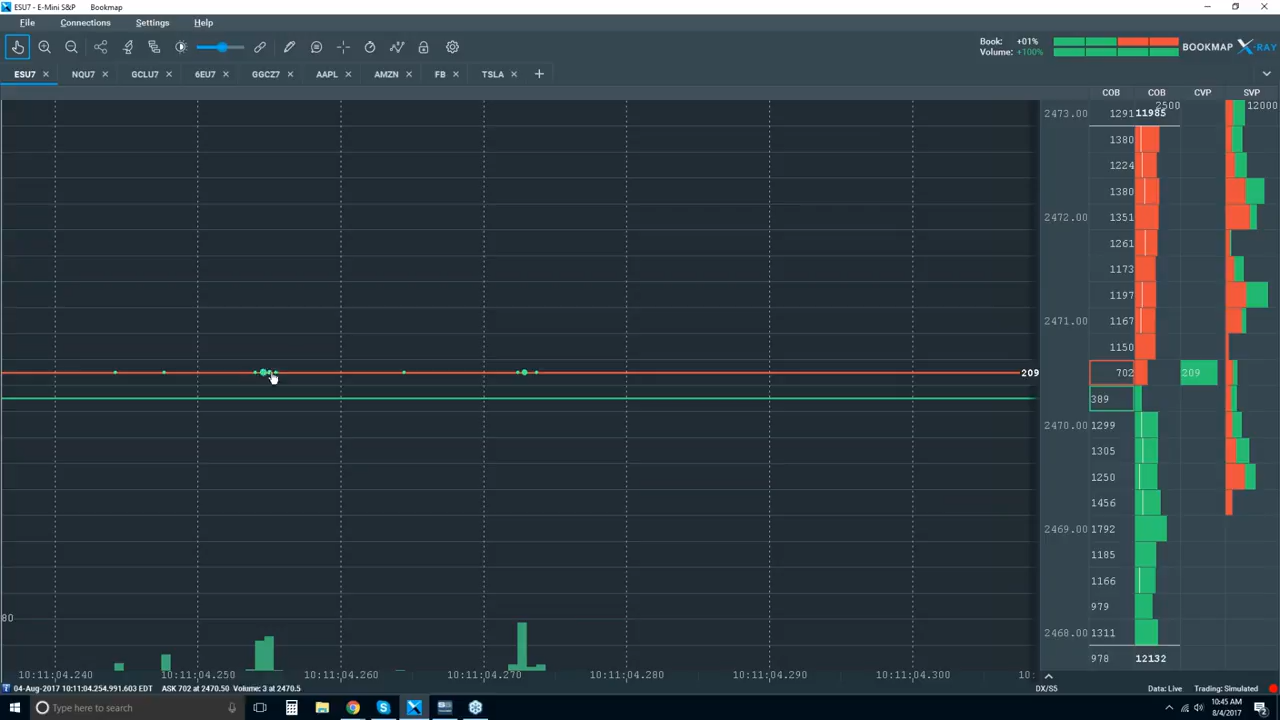 ESU7 - E-Mini S&P Bookmap
File Connections Settings Help
Book: +01%
Volume: +100%
BOOKMAP X-RAY
ESU7 NQU7 GCLU7 6EU7 GGCZ7 AAPL AMZN FB TSLA
COB COB CVP SVP
2500 12000
2473.00 1291 11985
1380
1224
1380
2472.00 1351
1261
1173
1197
2471.00 1167
1150
209 702 209
389
2470.00 1299
1305
1250
1456
2469.00 1792
1185
1166
80 979
2468.00 1311
978 12132
10:11:04.240 10:11:04.250 10:11:04.260 10:11:04.270 10:11:04.280 10:11:04.290 10:11:04.300 10:
04-Aug-2017 10:11:04.254.991.603 EDT ASK 702 at 2470.50 Volume: 3 at 2470.5 DX/S5 Data: Live Trading: Simulated
Type here to search 10:45 AM
8/4/2017 2